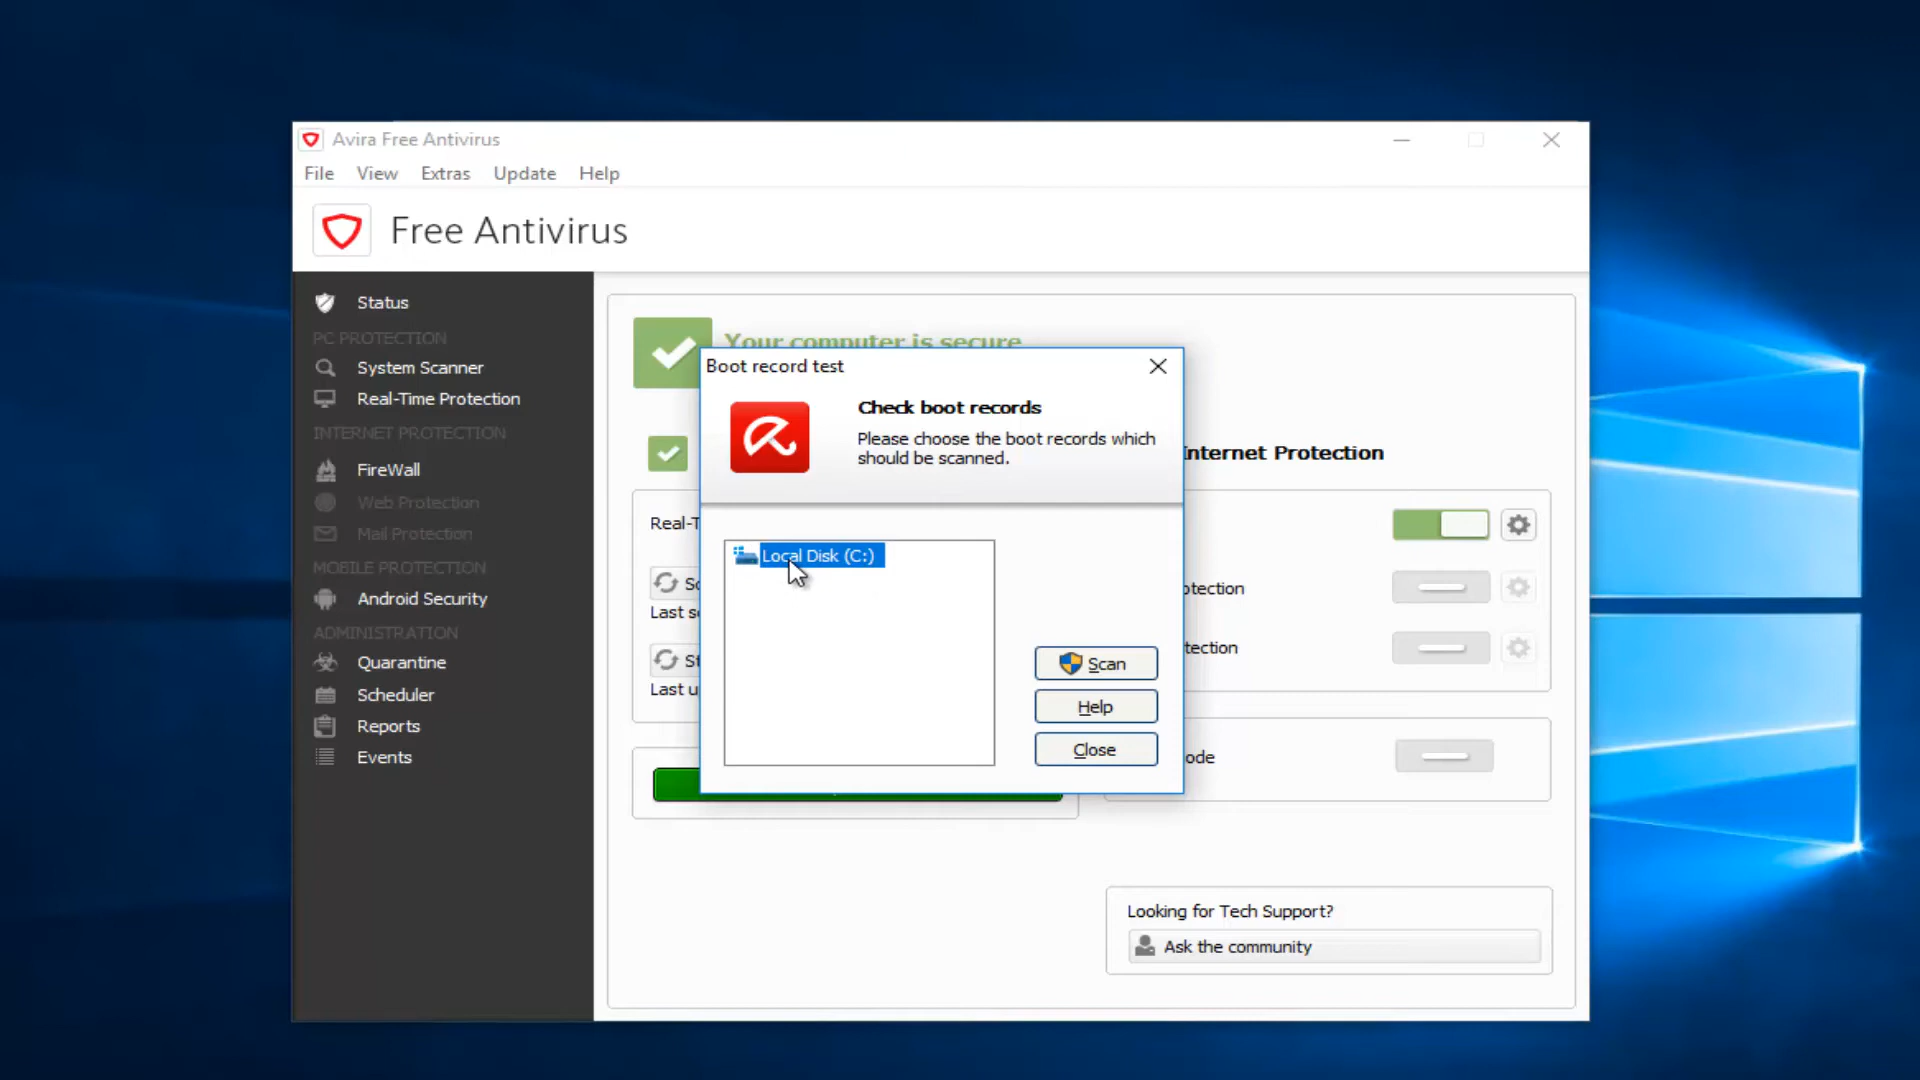 Avira Free Antivirus
File View Extras Update Help
Free Antivirus
Status
PC PROTECTION
System Scanner
Real-Time Protection
INTERNET PROTECTION
FireWall
Web Protection
Mail Protection
MOBILE PROTECTION
Android Security
ADMINISTRATION
Quarantine
Scheduler
Reports
Events
Your computer is secure
Boot record test
Check boot records
Please choose the boot records which
should be scanned.
Local Disk (C:)
Scan
Help
Close
Internet Protection
Real-T
Last
Last
Looking for Tech Support?
Ask the community